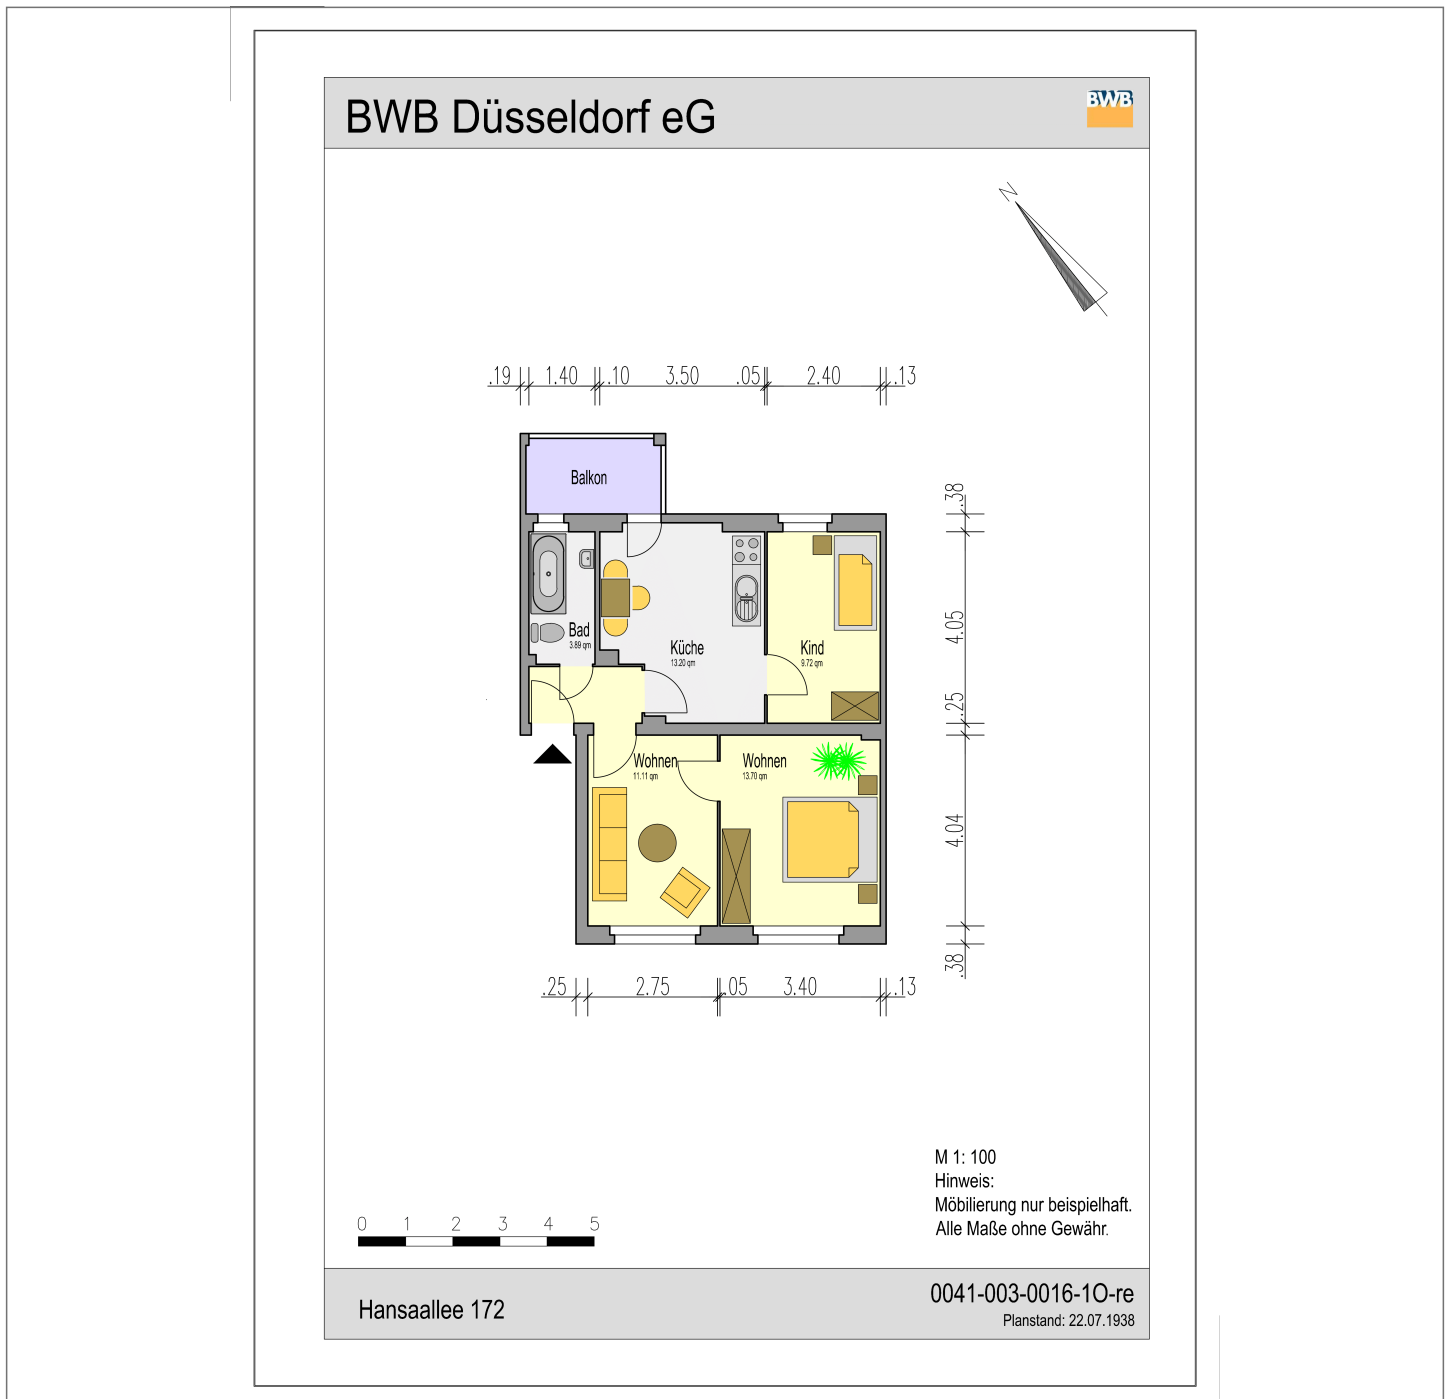 BWB Düsseldorf eG
BWB
N
.19 1.40 .10 3.50 .05 2.40 .13
Balkon
.38
4.05
.25
4.04
.38
Bad
3.89 qm
Küche
13.20 qm
Kind
9.72 qm
Wohnen
11.11 qm
Wohnen
13.70 qm
.25 2.75 .05 3.40 .13
M 1: 100
Hinweis:
Möbilierung nur beispielhaft.
Alle Maße ohne Gewähr.
0 1 2 3 4 5
Hansaallee 172
0041-003-0016-1O-re
Planstand: 22.07.1938